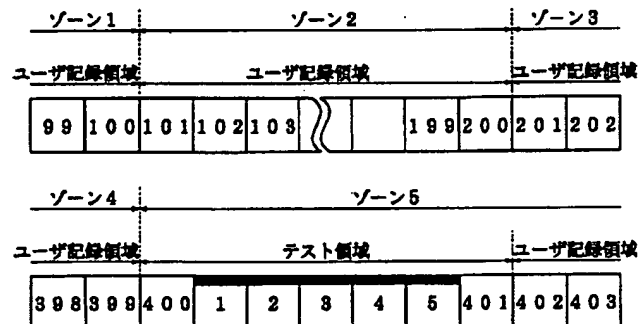 ゾーン1 ゾーン2 ゾーン3
ユーザ記録領域 ユーザ記録領域 ユーザ記録領域
99 100 101 102 103 199 200 201 202
ゾーン4 ゾーン5
ユーザ記録領域 テスト領域 ユーザ記録領域
398 399 400 1 2 3 4 5 401 402 403